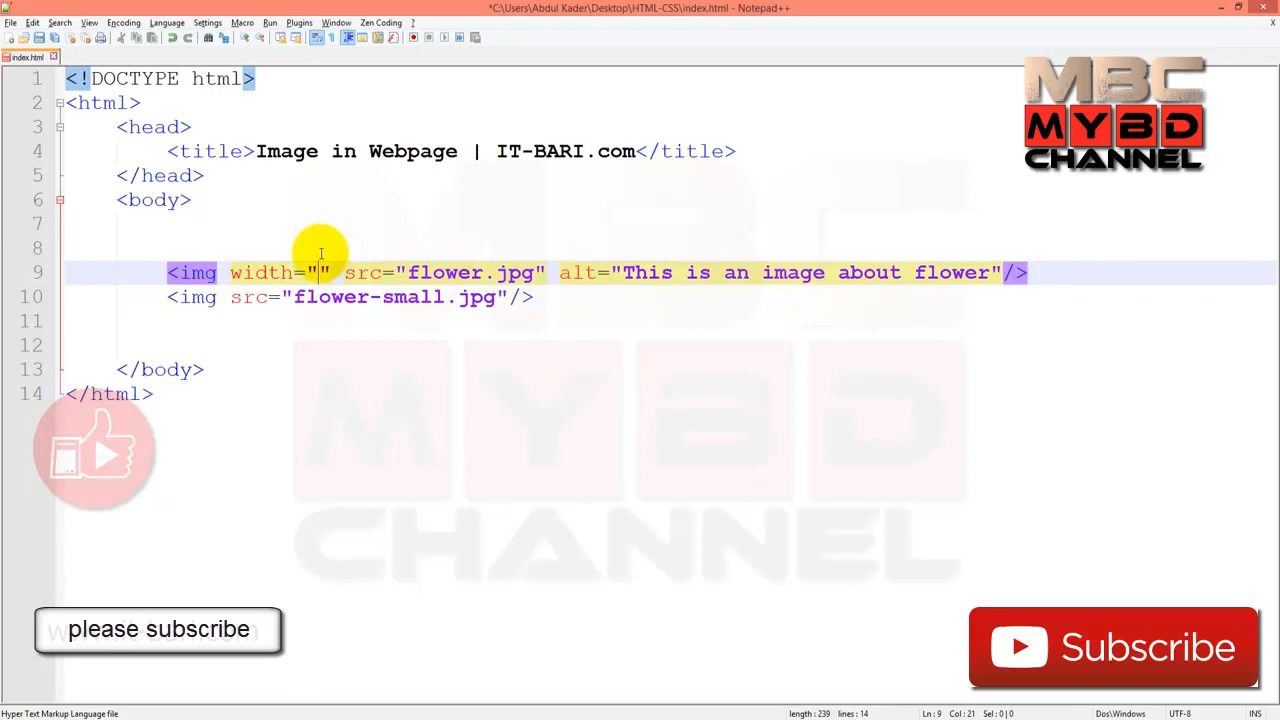 *C:\Users\Abdul Kader\Desktop\HTML-CSS\index.html - Notepad++
File Edit Search View Encoding Language Settings Macro Run Plugins Window Zen Coding ?
X
index.html
1 <!DOCTYPE html>
2 <html>
3 <head>
4 <title>Image in Webpage | IT-BARI.com</title>
5 </head>
6 <body>
7
8
9 <img width="" src="flower.jpg" alt="This is an image about flower"/>
10 <img src="flower-small.jpg"/>
11
12
13 </body>
14 </html>
MBC
MYBD
CHANNEL
MBC
MYBD
CHANNEL
please subscribe
Subscribe
Hyper Text Markup Language file length : 239 lines : 14 Ln : 9 Col : 21 Sel : 0 | 0 Dos\Windows UTF-8 INS